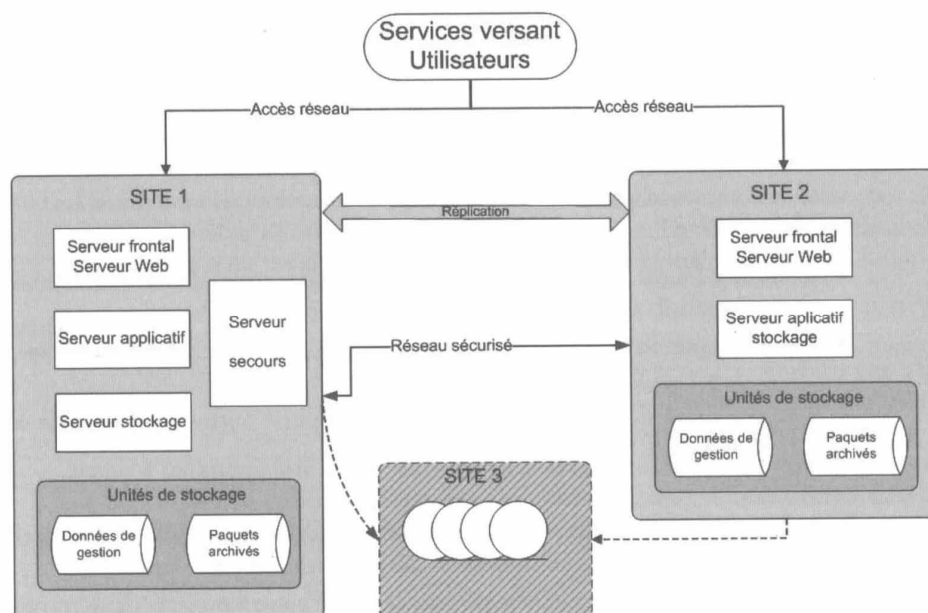 Services versant
Utilisateurs
Accès réseau
Accès réseau
SITE 1
Serveur frontal
Serveur Web
Serveur applicatif
Serveur stockage
Serveur
secours
Unités de stockage
Données de
gestion
Paquets
archivés
Réplication
Réseau sécurisé
SITE 2
Serveur frontal
Serveur Web
Serveur aplicatif
stockage
Unités de stockage
Données de
gestion
Paquets
archivés
SITE 3